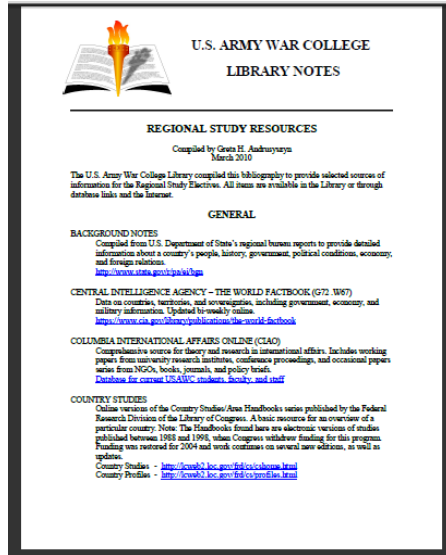 U.S. ARMY WAR COLLEGE
LIBRARY NOTES
REGIONAL STUDY RESOURCES
Compiled by Greta H. Andrusyszyn
March 2010
The U.S. Army War College Library compiled this bibliography to provide selected sources of
information for the Regional Study Electives. All items are available in the Library or through
database links and the Internet.
GENERAL
BACKGROUND NOTES
Compiled from U.S. Department of State's regional bureau reports to provide detailed
information about a country's people, history, government, political conditions, economy,
and foreign relations.
http://www.state.gov/r/pa/ei/bgn
CENTRAL INTELLIGENCE AGENCY – THE WORLD FACTBOOK (G72 .W67)
Data on countries, territories, and sovereignties, including government, economy, and
military information. Updated bi-weekly online.
https://www.cia.gov/library/publications/the-world-factbook
COLUMBIA INTERNATIONAL AFFAIRS ONLINE (CIAO)
Comprehensive source for theory and research in international affairs. Includes working
papers from university research institutes, conference proceedings, and occasional papers
series from NGOs, books, journals, and policy briefs.
Database for current USAWC students, faculty, and staff
COUNTRY STUDIES
Online versions of the Country Studies/Area Handbooks series published by the Federal
Research Division of the Library of Congress. A basic resource for an overview of a
particular country. Note: The Handbooks found here are electronic versions of studies
published between 1988 and 1998, when Congress withdrew funding for this program.
Funding was restored for 2004 and work continues on several new editions, as well as
updates.
Country Studies - http://lcweb2.loc.gov/frd/cs/cshome.html
Country Profiles - http://lcweb2.loc.gov/frd/cs/profiles.html